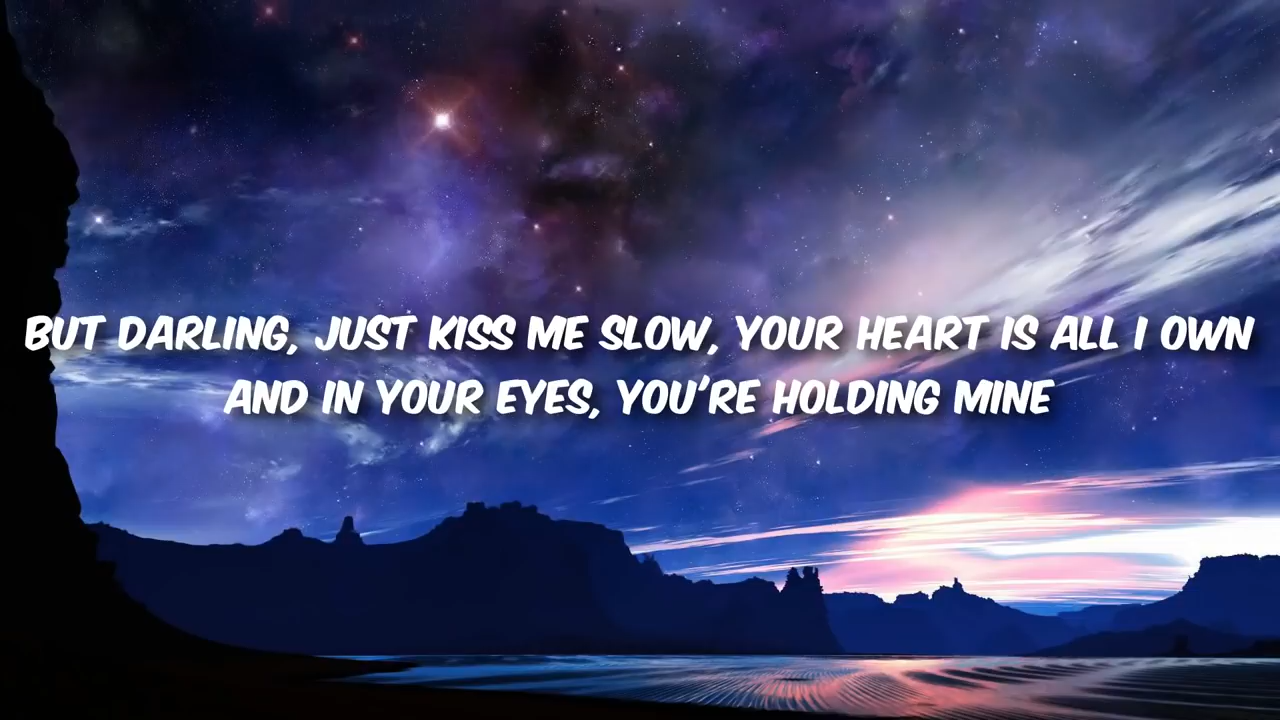 BUT DARLING, JUST KISS ME SLOW, YOUR HEART IS ALL I OWN
AND IN YOUR EYES, YOU'RE HOLDING MINE